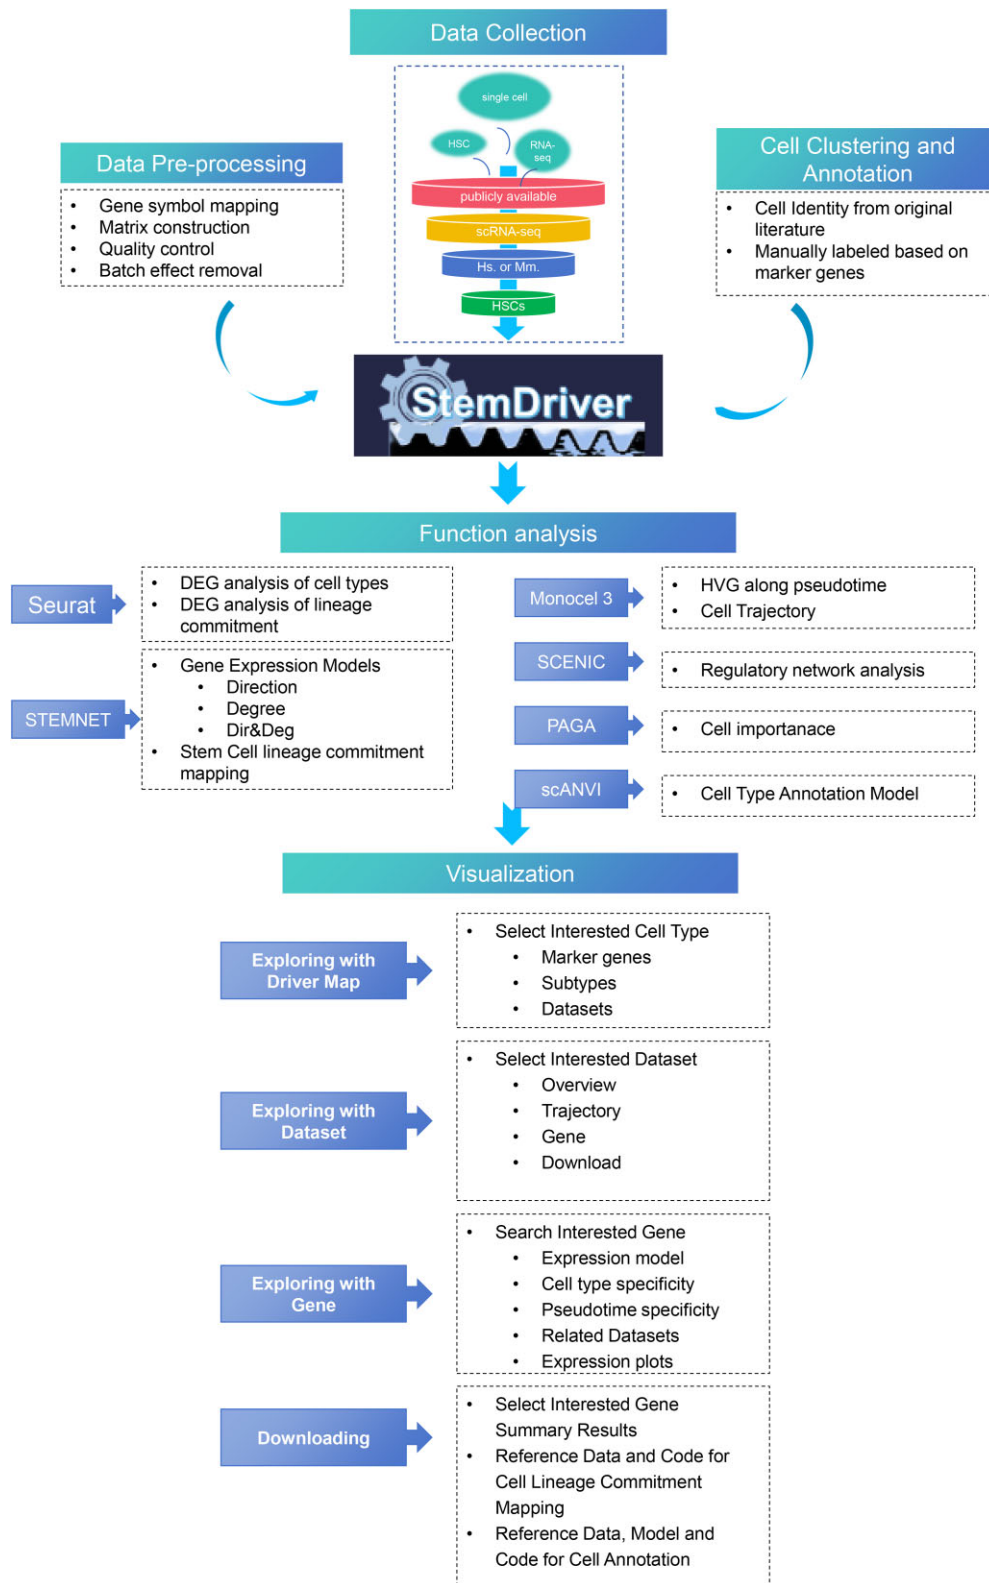 Data Collection
single cell
HSC
RNA-
seq
publicly available
scRNA-seq
Hs. or Mm.
HSCs
Data Pre-processing
• Gene symbol mapping
• Matrix construction
• Quality control
• Batch effect removal
Cell Clustering and
Annotation
• Cell Identity from original
literature
• Manually labeled based on
marker genes
StemDriver
Function analysis
Seurat
• DEG analysis of cell types
• DEG analysis of lineage
commitment
STEMNET
• Gene Expression Models
• Direction
• Degree
• Dir&Deg
• Stem Cell lineage commitment
mapping
Monocel 3
• HVG along pseudotime
• Cell Trajectory
SCENIC
• Regulatory network analysis
PAGA
• Cell importanace
scANVI
• Cell Type Annotation Model
Visualization
Exploring with
Driver Map
• Select Interested Cell Type
• Marker genes
• Subtypes
• Datasets
Exploring with
Dataset
• Select Interested Dataset
• Overview
• Trajectory
• Gene
• Download
Exploring with
Gene
• Search Interested Gene
• Expression model
• Cell type specificity
• Pseudotime specificity
• Related Datasets
• Expression plots
Downloading
• Select Interested Gene
Summary Results
• Reference Data and Code for
Cell Lineage Commitment
Mapping
• Reference Data, Model and
Code for Cell Annotation